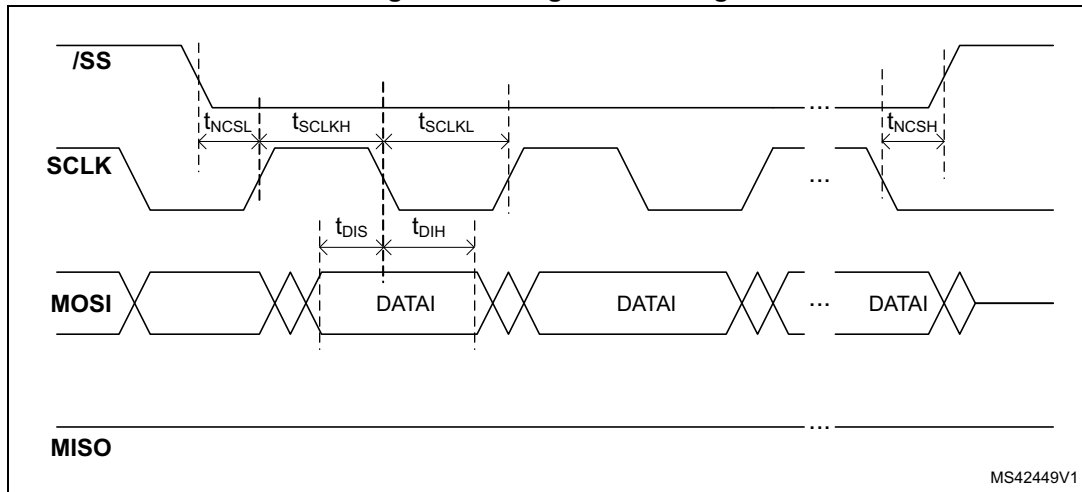 /SS
...
tNCSL tSCLKH tSCLKL tNCSH
SCLK
...
tDIS tDIH
MOSI DATAI DATAI ... DATAI
...
MISO
MS42449V1